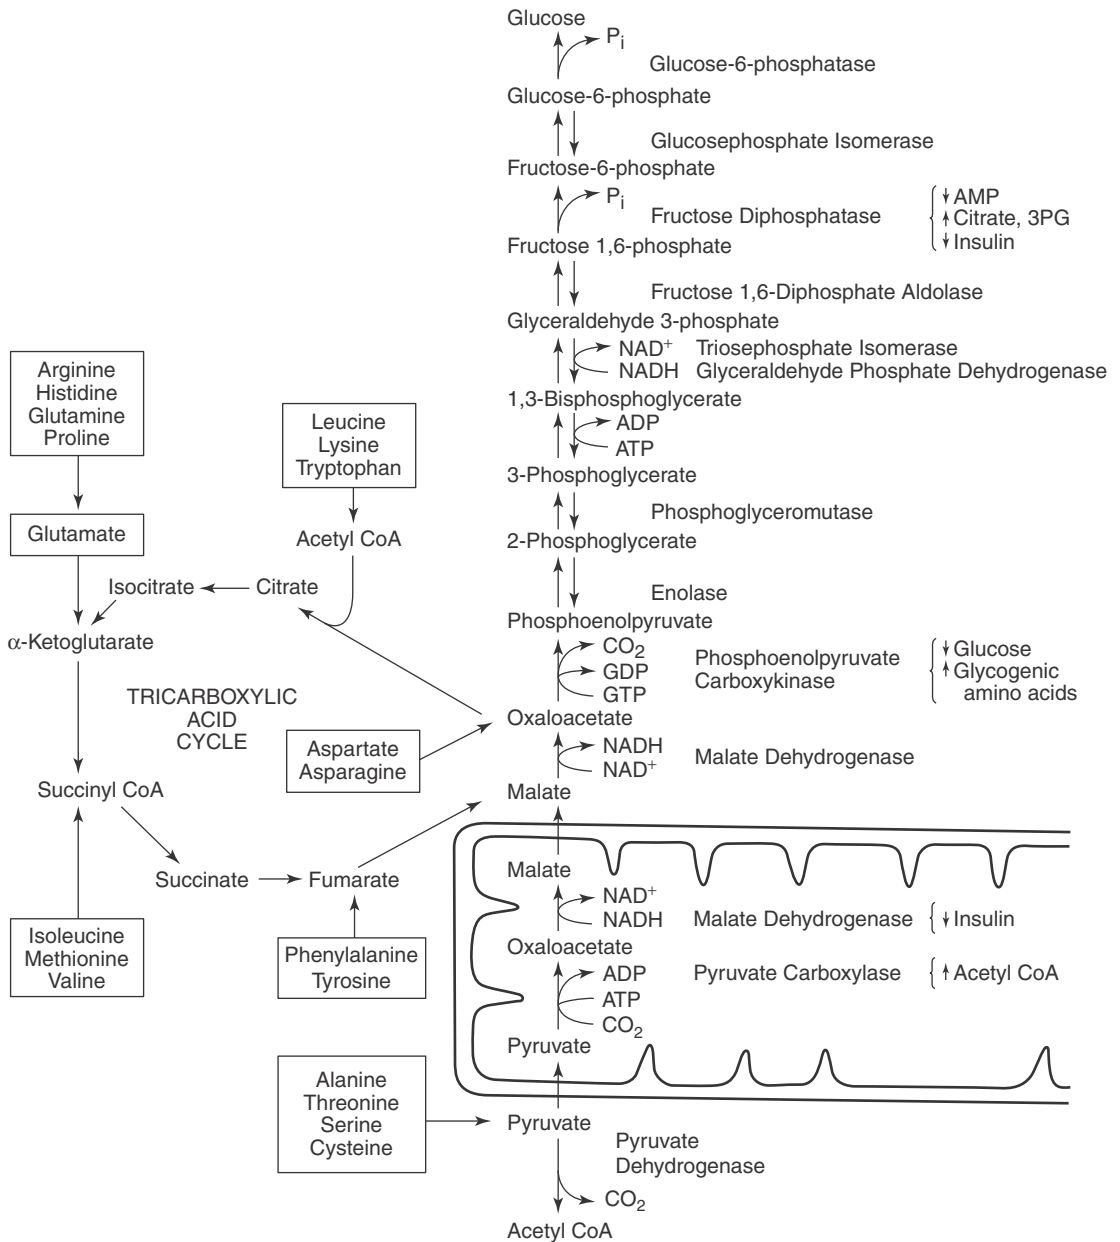 Glucose
Pi
Glucose-6-phosphatase
Glucose-6-phosphate
Glucosephosphate Isomerase
Fructose-6-phosphate
Pi
Fructose Diphosphatase
↓ AMP
↑ Citrate, 3PG
↓ Insulin
Fructose 1,6-phosphate
Fructose 1,6-Diphosphate Aldolase
Glyceraldehyde 3-phosphate
NAD+ Triosephosphate Isomerase
NADH Glyceraldehyde Phosphate Dehydrogenase
1,3-Bisphosphoglycerate
ADP
ATP
3-Phosphoglycerate
Phosphoglyceromutase
2-Phosphoglycerate
Enolase
Phosphoenolpyruvate
CO2
GDP
GTP
Phosphoenolpyruvate
Carboxykinase
↓ Glucose
↑ Glycogenic
amino acids
Oxaloacetate
NADH
NAD+
Malate Dehydrogenase
Malate
Arginine
Histidine
Glutamine
Proline
Glutamate
Leucine
Lysine
Tryptophan
Acetyl CoA
Isocitrate
Citrate
α-Ketoglutarate
TRICARBOXYLIC
ACID
CYCLE
Aspartate
Asparagine
Succinyl CoA
Succinate
Fumarate
Isoleucine
Methionine
Valine
Phenylalanine
Tyrosine
Malate
NAD+
NADH
Malate Dehydrogenase
↓ Insulin
Oxaloacetate
ADP
ATP
CO2
Pyruvate Carboxylase
↑ Acetyl CoA
Pyruvate
Alanine
Threonine
Serine
Cysteine
Pyruvate
Pyruvate
Dehydrogenase
CO2
Acetyl CoA